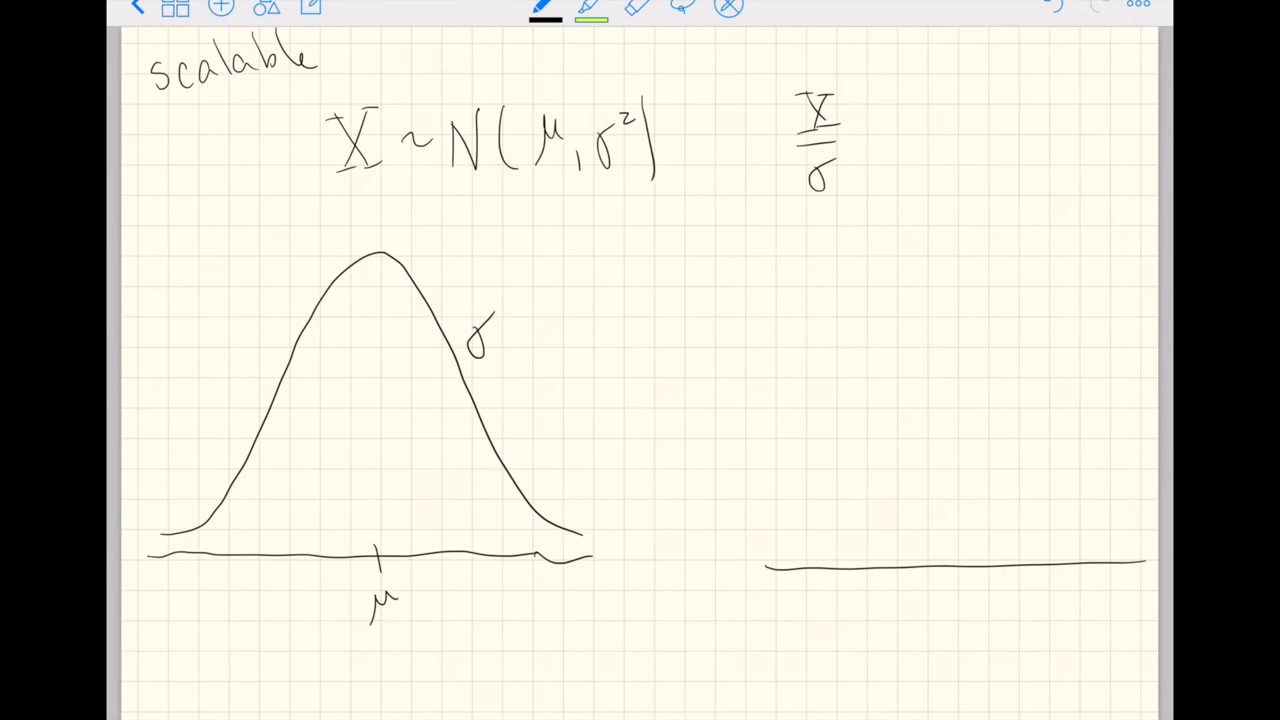 scalable
X ~ N(μ, σ²)
X
σ
σ
μ